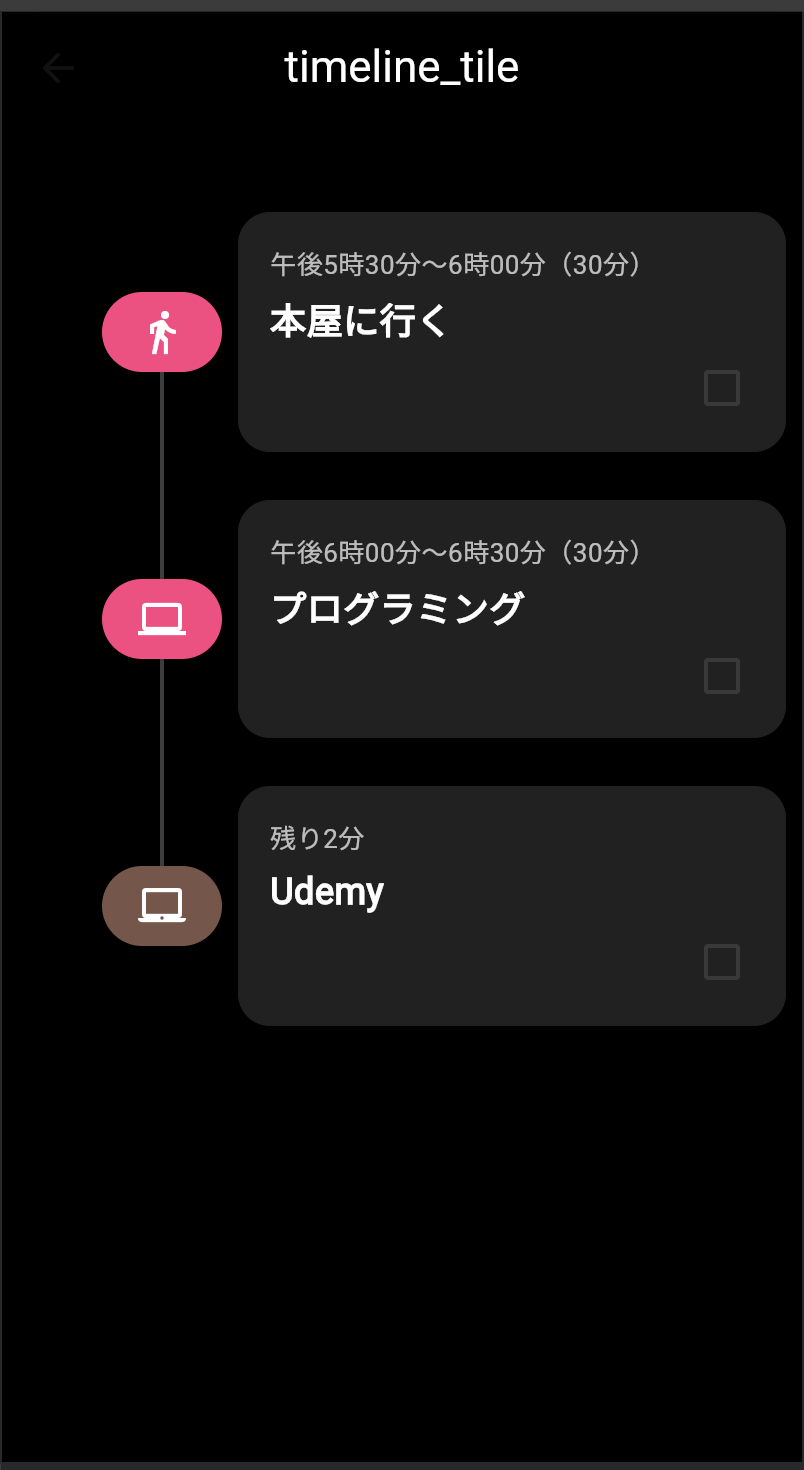 timeline_tile
午後5時30分〜6時00分（30分）
本屋に行く
午後6時00分〜6時30分（30分）
プログラミング
残り2分
Udemy